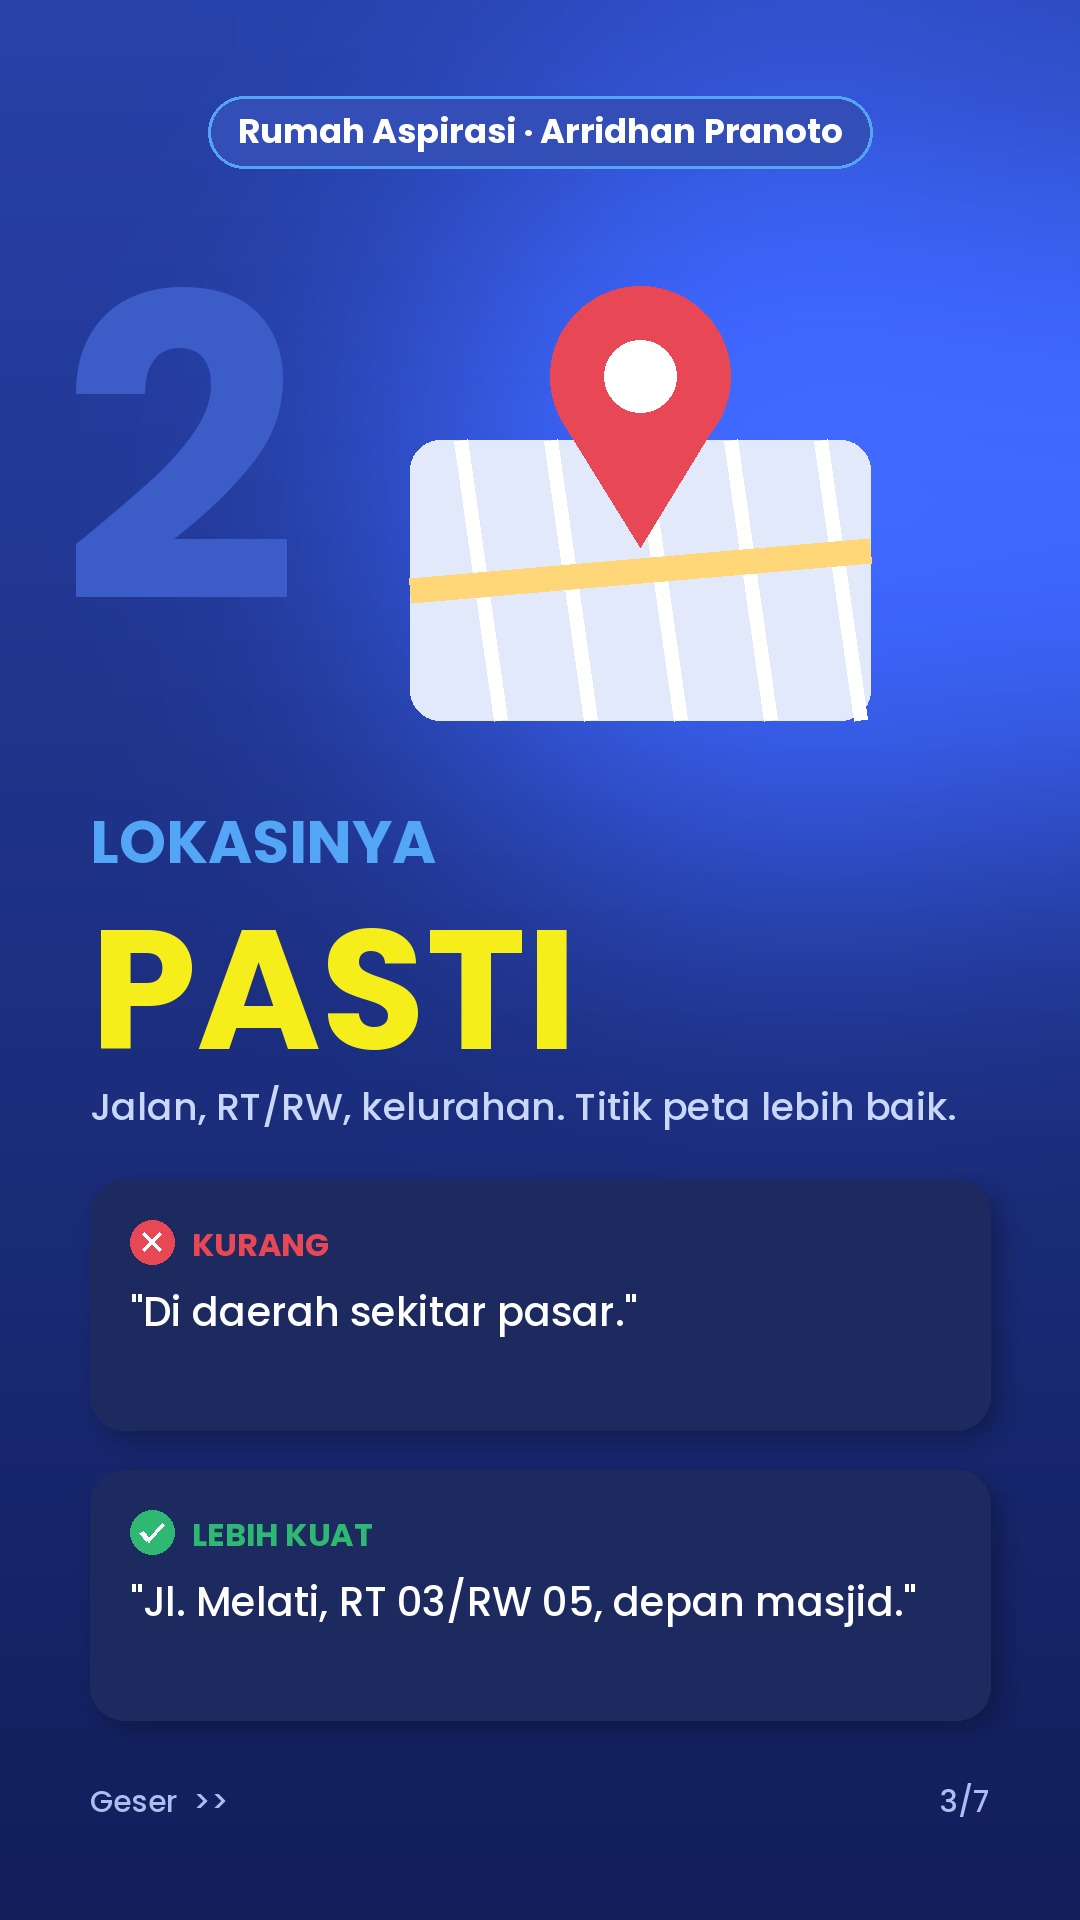 Rumah Aspirasi · Arridhan Pranoto
2
LOKASINYA
PASTI
Jalan, RT/RW, kelurahan. Titik peta lebih baik.
KURANG
"Di daerah sekitar pasar."
LEBIH KUAT
"Jl. Melati, RT 03/RW 05, depan masjid."
Geser >>
3/7